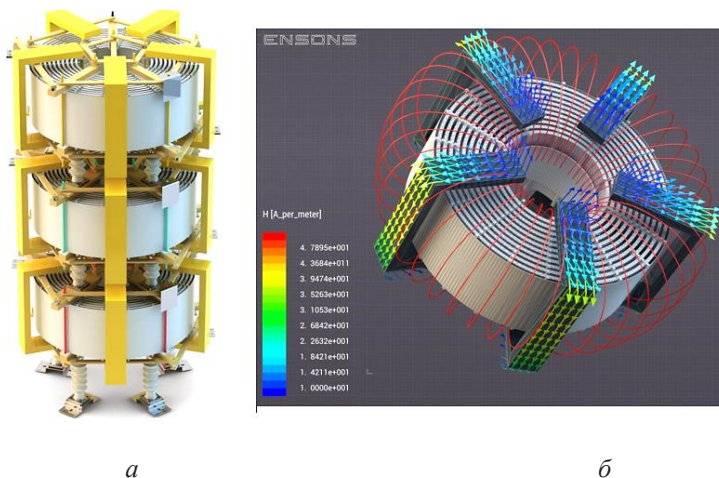 ENSONS
H [A_per_meter]
4. 7895e+001
4. 3684e+011
3. 9474e+001
3. 5263e+001
3. 1053e+001
2. 6842e+001
2. 2632e+001
1. 8421e+001
1. 4211e+001
1. 0000e+001
а
б